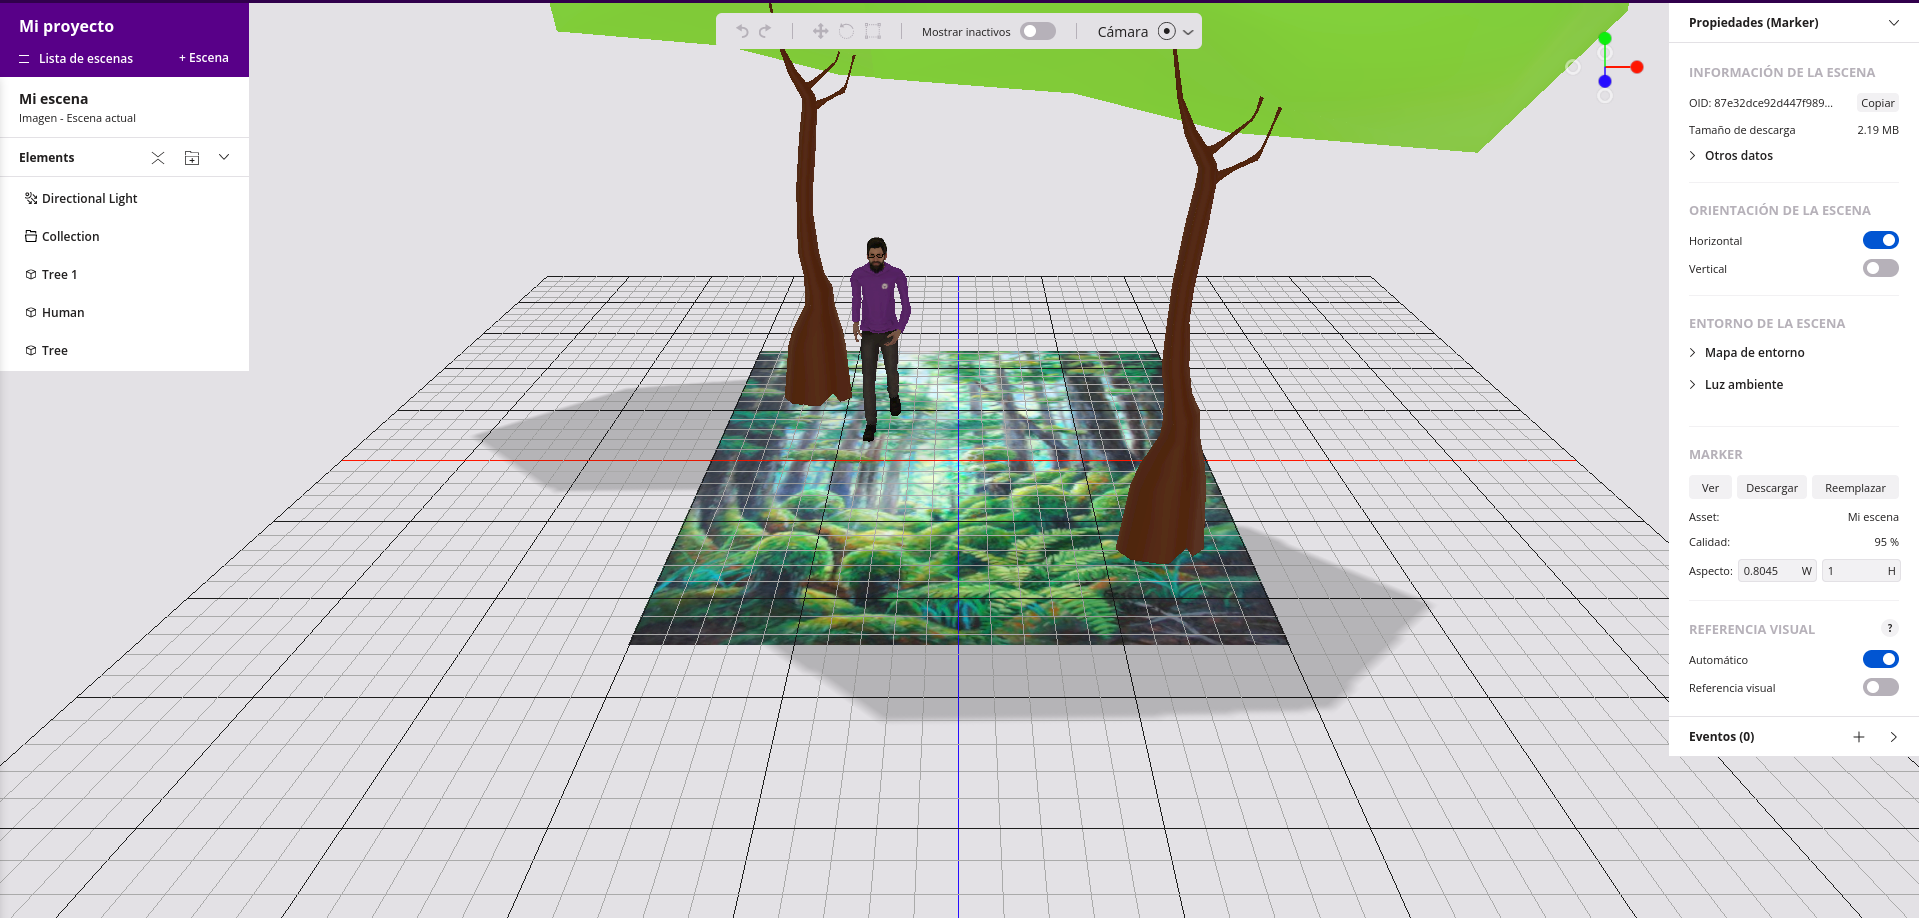 Mi proyecto
Lista de escenas
+ Escena
Mi escena
Imagen - Escena actual
Elements
Directional Light
Collection
Tree 1
Human
Tree
Mostrar inactivos
Cámara
Propiedades (Marker)
INFORMACIÓN DE LA ESCENA
OID: 87e32dce92d447f989...
Copiar
Tamaño de descarga 2.19 MB
Otros datos
ORIENTACIÓN DE LA ESCENA
Horizontal
Vertical
ENTORNO DE LA ESCENA
Mapa de entorno
Luz ambiente
MARKER
Ver Descargar Reemplazar
Asset: Mi escena
Calidad: 95 %
Aspecto: 0.8045 W 1 H
REFERENCIA VISUAL ?
Automático
Referencia visual
Eventos (0)